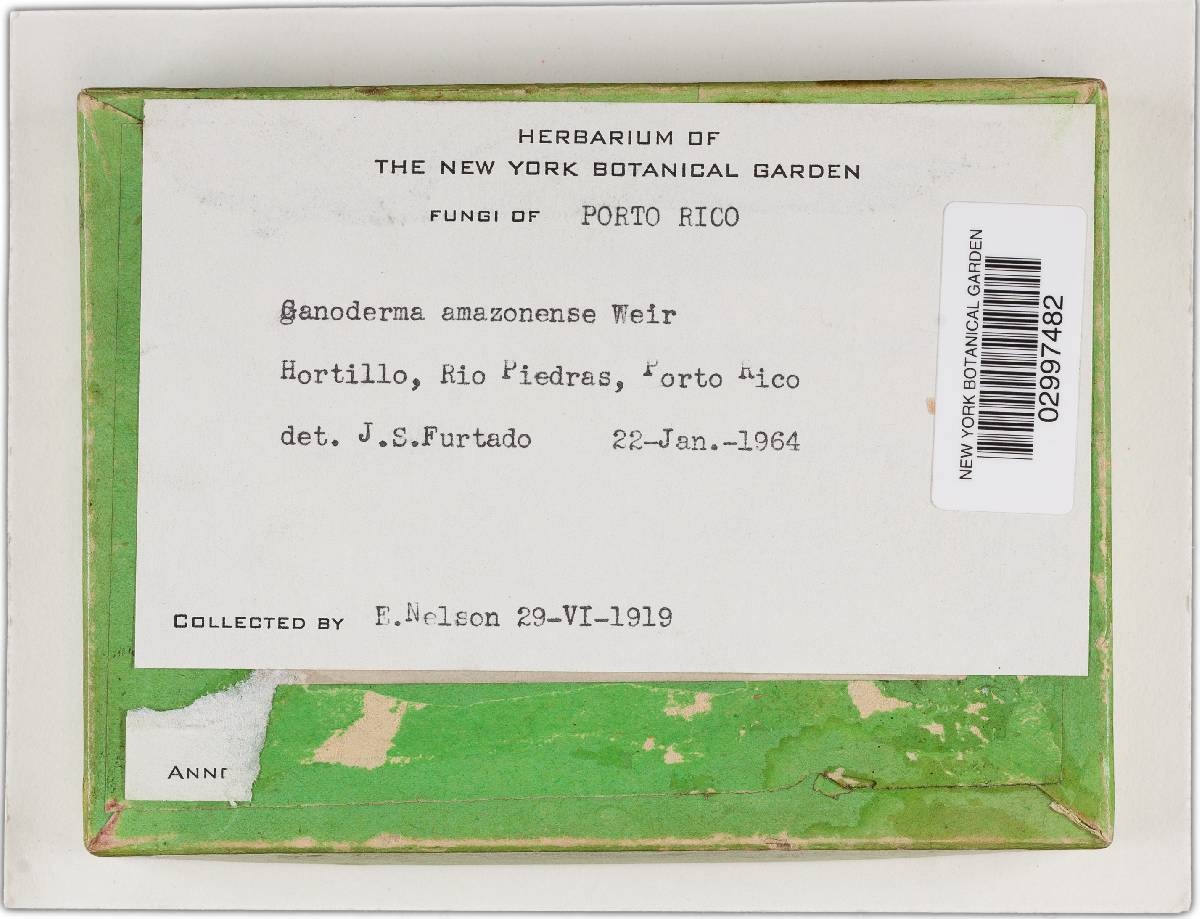 HERBARIUM OF
THE NEW YORK BOTANICAL GARDEN
FUNGI OF PORTO RICO
Ganoderma amazonense Weir
Hortillo, Rio Piedras, Porto Rico
det. J.S.Furtado 22-Jan.-1964
COLLECTED BY E.Nelson 29-VI-1919
NEW YORK BOTANICAL GARDEN
02997482